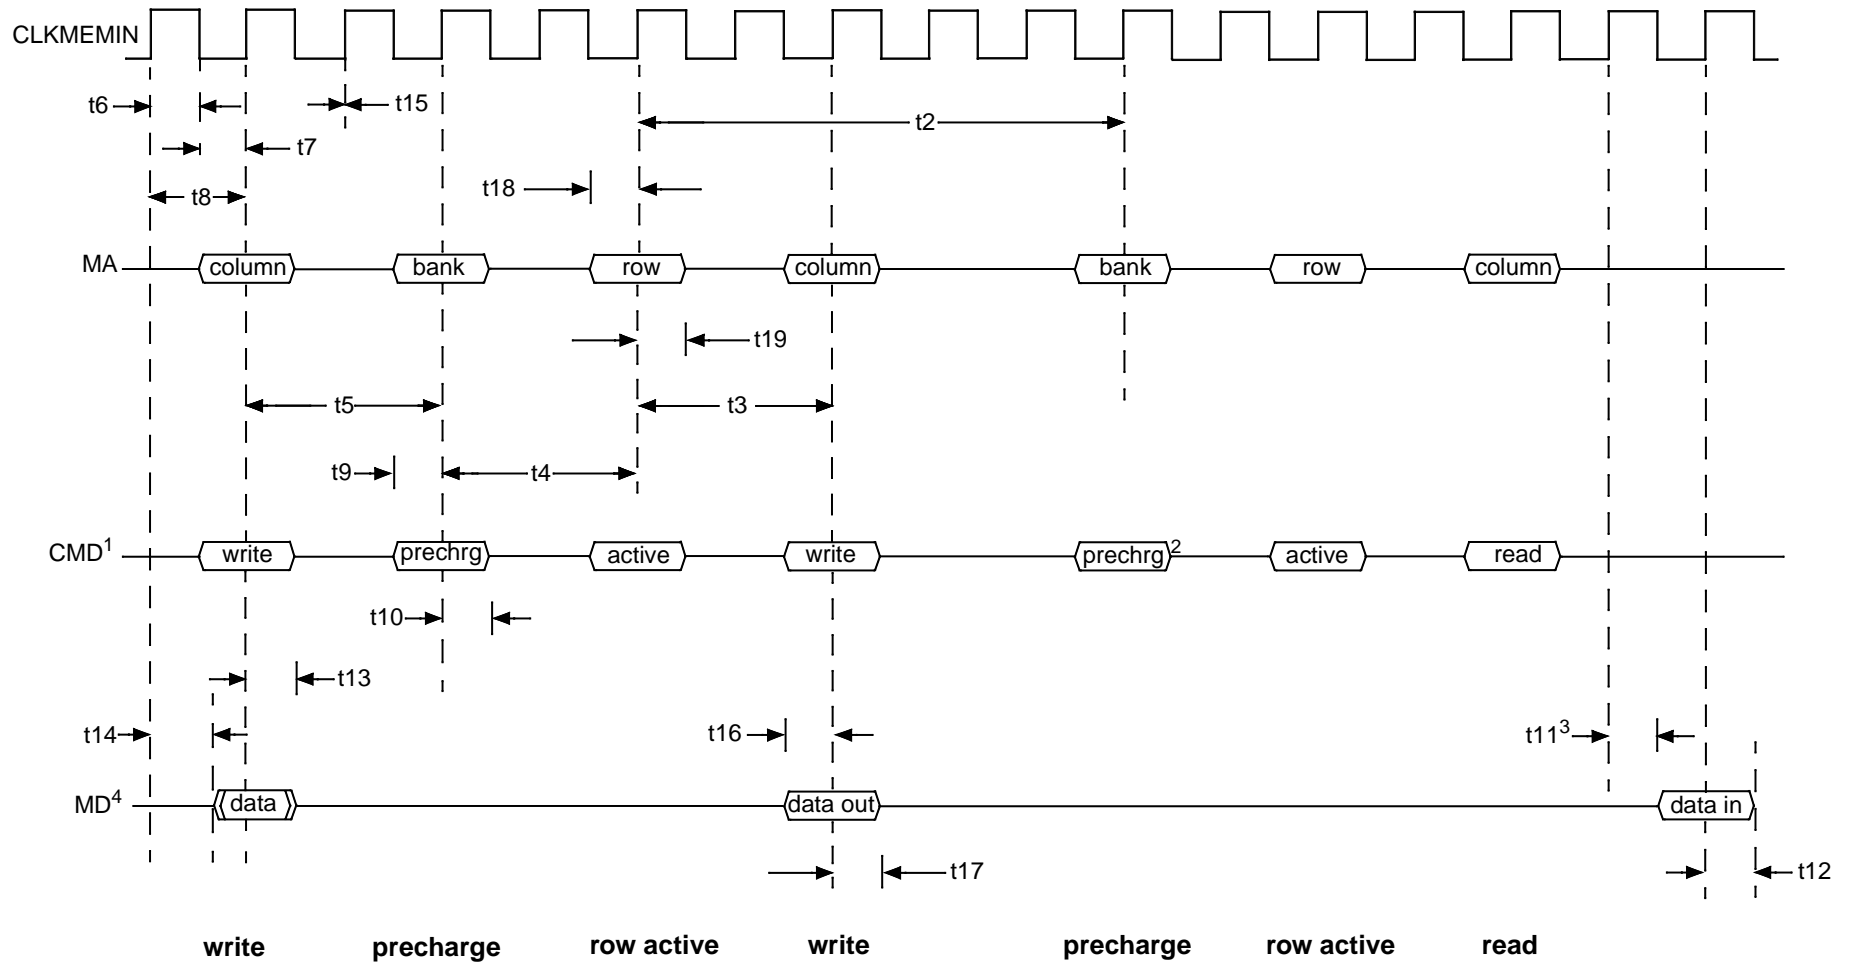 CLKMEMIN
t6 t15
t2
t7
t18
t8
MA column bank row column bank row column
t19
t5 t3
t9 t4
CMD1 write prechrg active write prechrg2 active read
t10
t13
t14 t16 t113
MD4 data data out data in
t17 t12
write precharge row active write precharge row active read